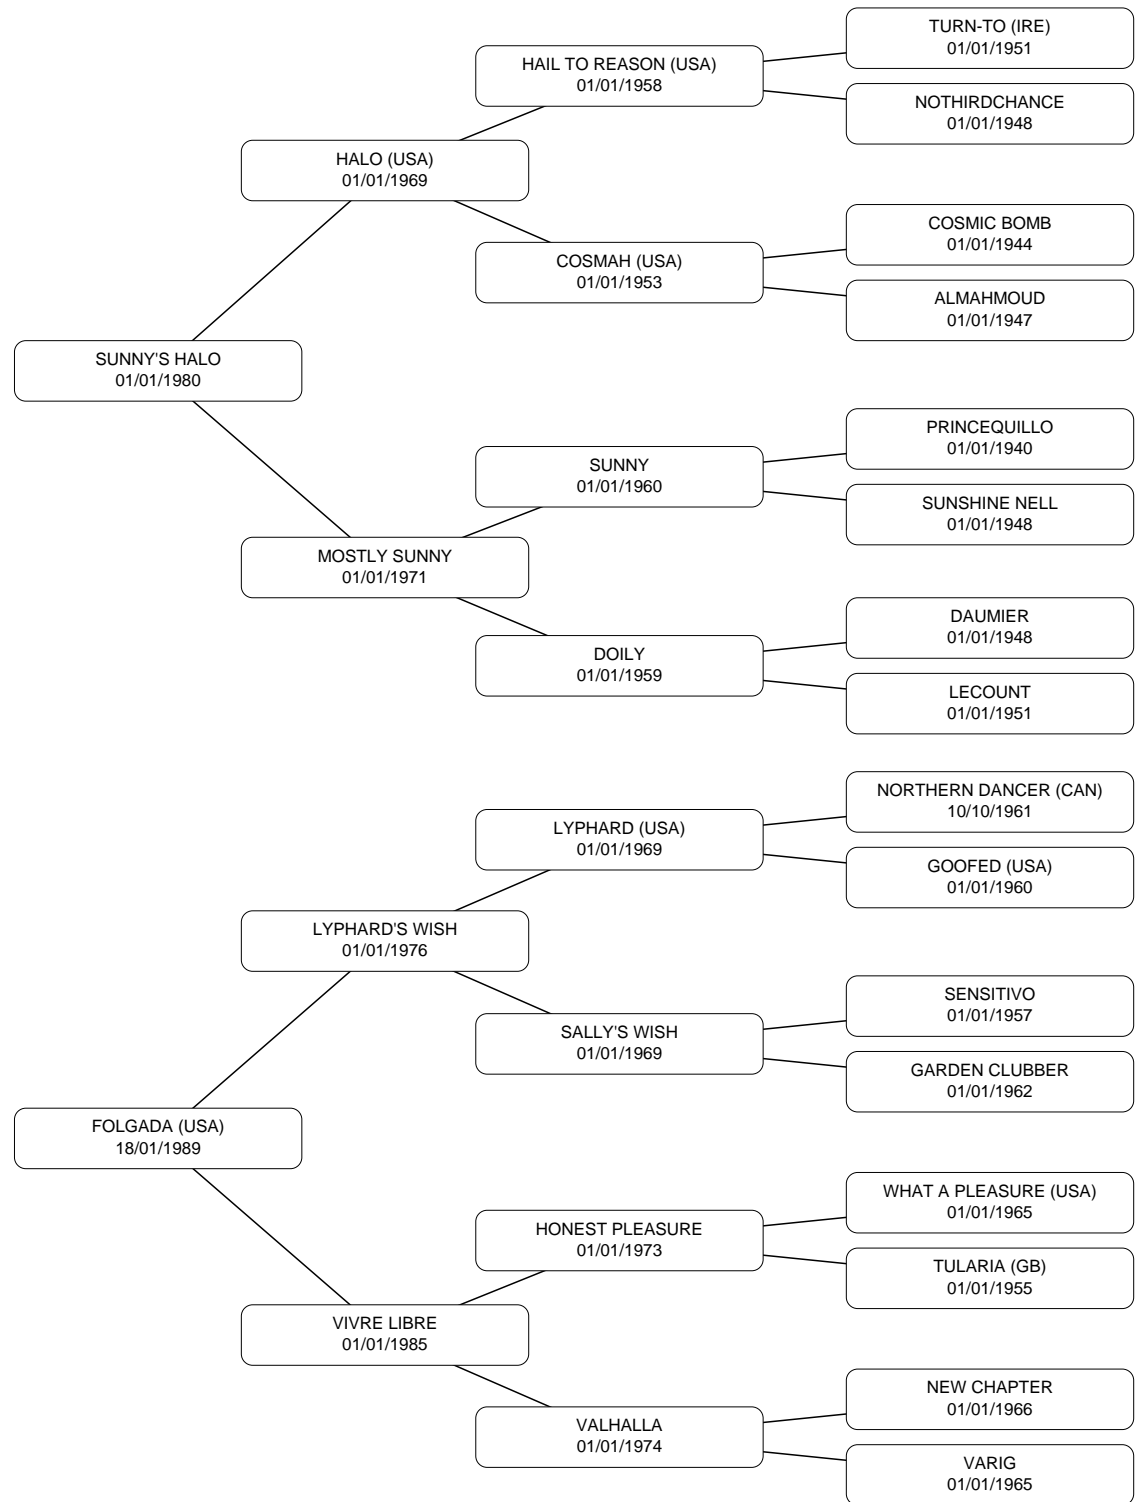 TURN-TO (IRE)
01/01/1951
HAIL TO REASON (USA)
01/01/1958
NOTHIRDCHANCE
01/01/1948
HALO (USA)
01/01/1969
COSMIC BOMB
01/01/1944
COSMAH (USA)
01/01/1953
ALMAHMOUD
01/01/1947
SUNNY'S HALO
01/01/1980
PRINCEQUILLO
01/01/1940
SUNNY
01/01/1960
SUNSHINE NELL
01/01/1948
MOSTLY SUNNY
01/01/1971
DAUMIER
01/01/1948
DOILY
01/01/1959
LECOUNT
01/01/1951
NORTHERN DANCER (CAN)
10/10/1961
LYPHARD (USA)
01/01/1969
GOOFED (USA)
01/01/1960
LYPHARD'S WISH
01/01/1976
SENSITIVO
01/01/1957
SALLY'S WISH
01/01/1969
GARDEN CLUBBER
01/01/1962
FOLGADA (USA)
18/01/1989
WHAT A PLEASURE (USA)
01/01/1965
HONEST PLEASURE
01/01/1973
TULARIA (GB)
01/01/1955
VIVRE LIBRE
01/01/1985
NEW CHAPTER
01/01/1966
VALHALLA
01/01/1974
VARIG
01/01/1965